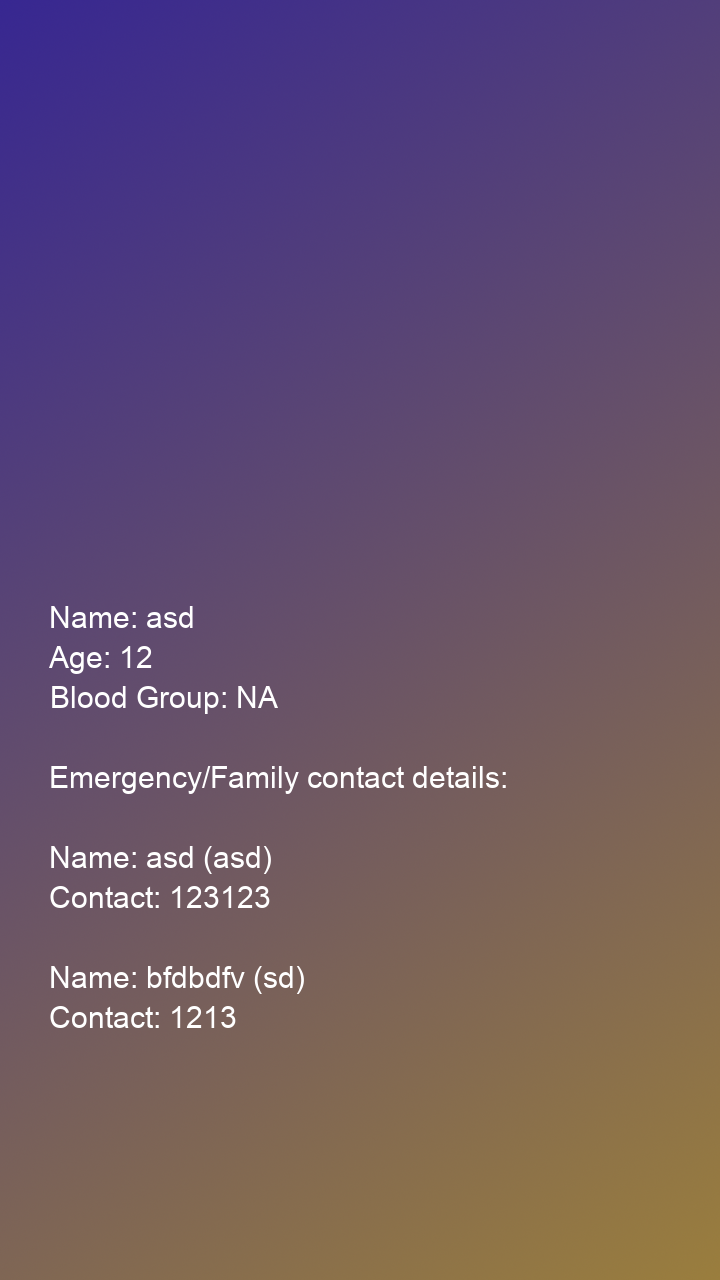 Name: asd
Age: 12
Blood Group: NA
Emergency/Family contact details:
Name: asd (asd)
Contact: 123123
Name: bfdbdfv (sd)
Contact: 1213